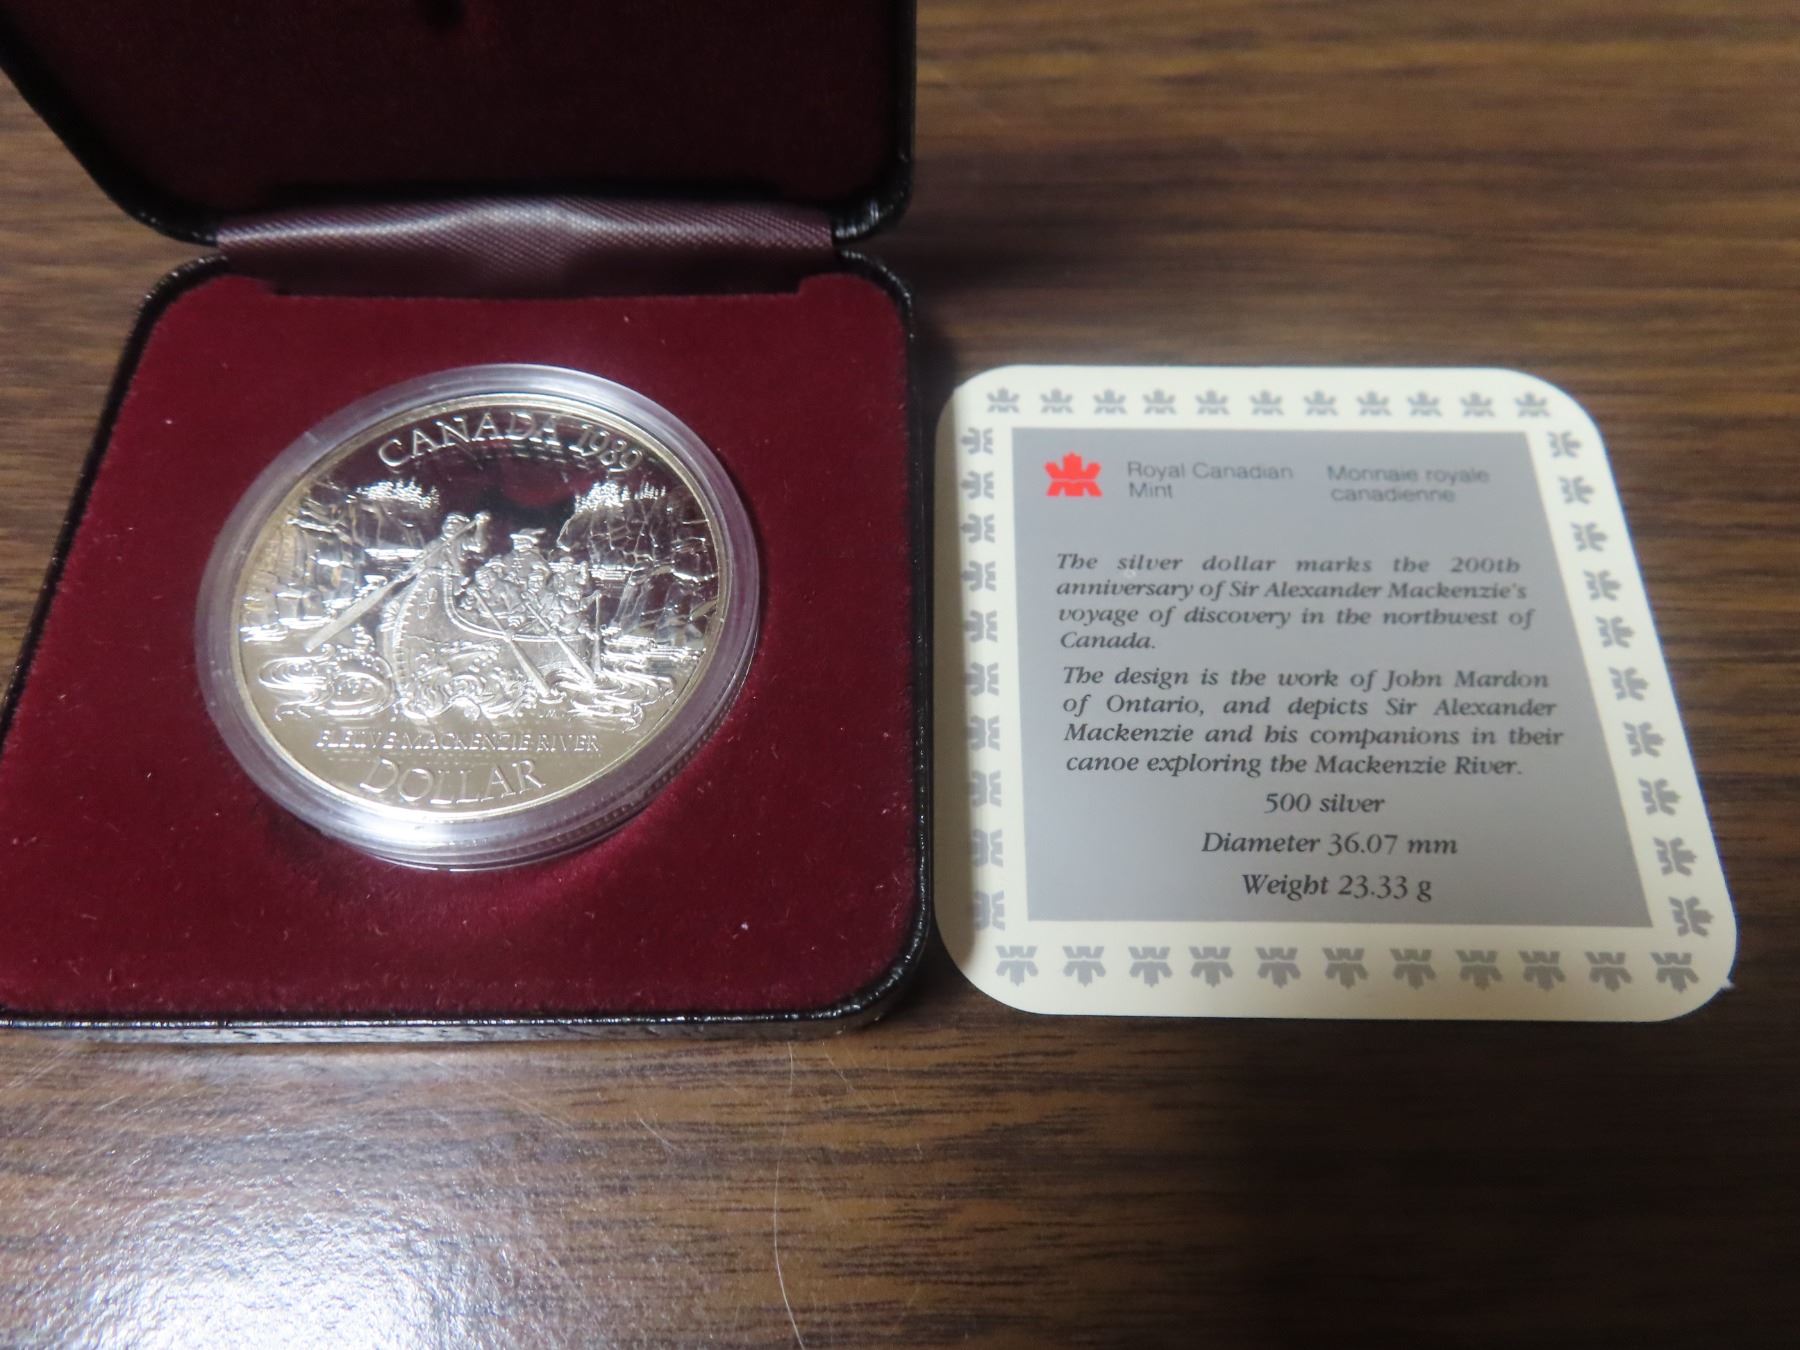 CANADA 1989
FLEUVE MACKENZIE RIVER
DOLLAR
Royal Canadian Mint
Monnaie royale canadienne
The silver dollar marks the 200th
anniversary of Sir Alexander Mackenzie's
voyage of discovery in the northwest of
Canada.
The design is the work of John Mardon
of Ontario, and depicts Sir Alexander
Mackenzie and his companions in their
canoe exploring the Mackenzie River.
500 silver
Diameter 36.07 mm
Weight 23.33 g